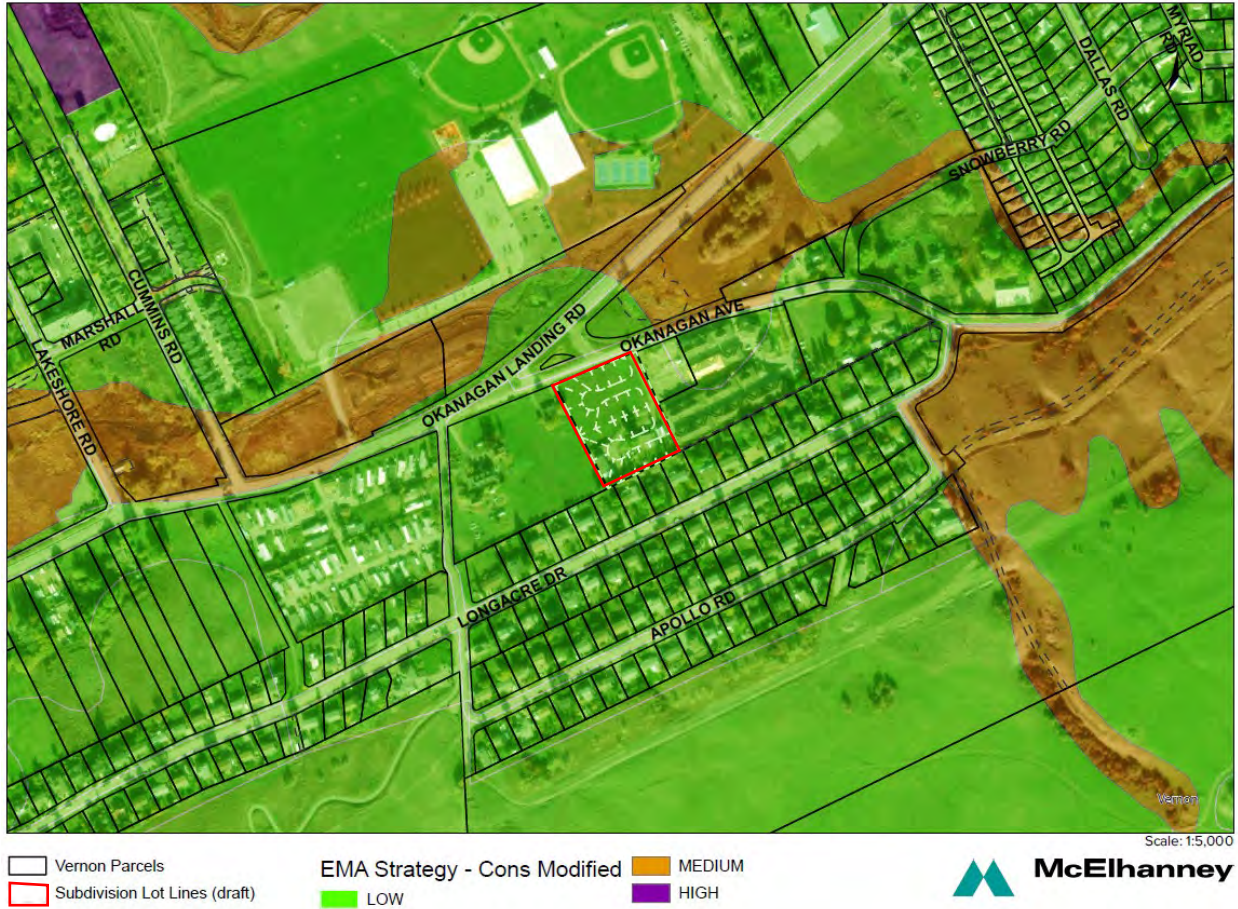 MYRIAD
RD
DALLAS RD
SNOWBERRY RD
OKANAGAN AVE
OKANAGAN LANDING RD
CUMMINS RD
MARSHALL
RD
LAKESHORE RD
LONGACRE DR
APOLLO RD
Vernon
Scale: 1:5,000
Vernon Parcels
Subdivision Lot Lines (draft)
EMA Strategy - Cons Modified
LOW
MEDIUM
HIGH
McElhanney